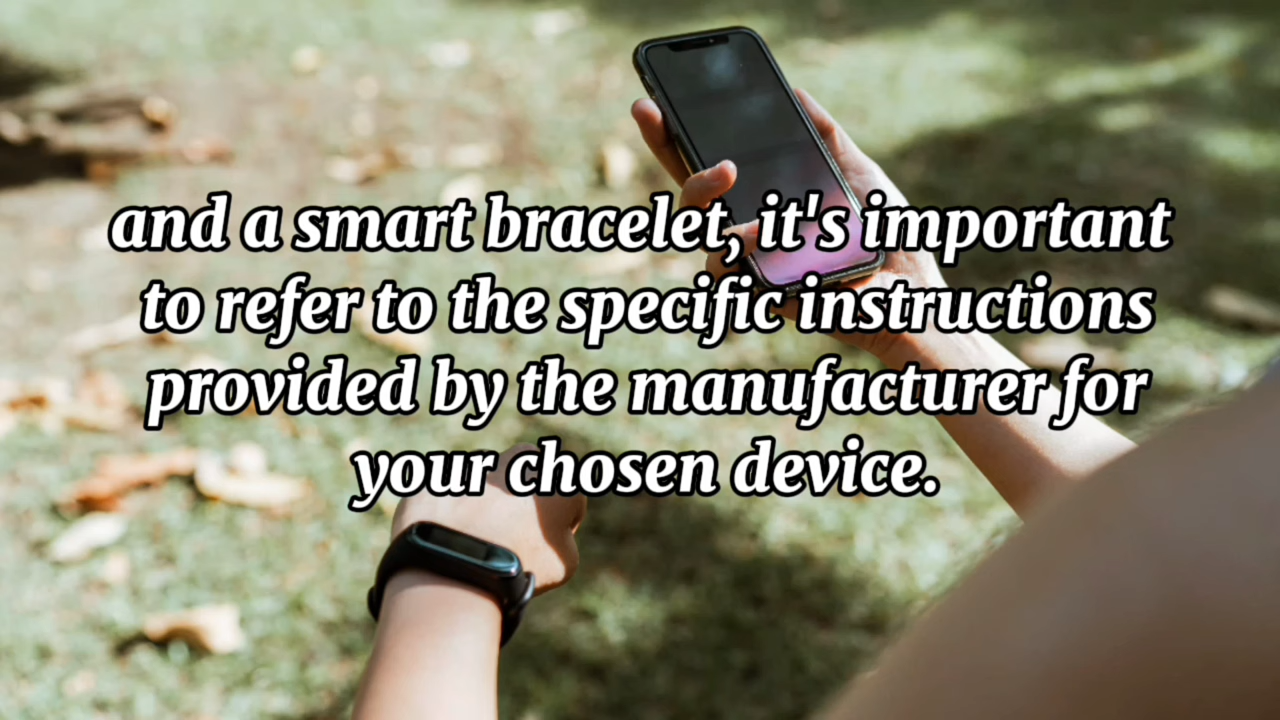 and a smart bracelet, it's important
to refer to the specific instructions
provided by the manufacturer for
your chosen device.